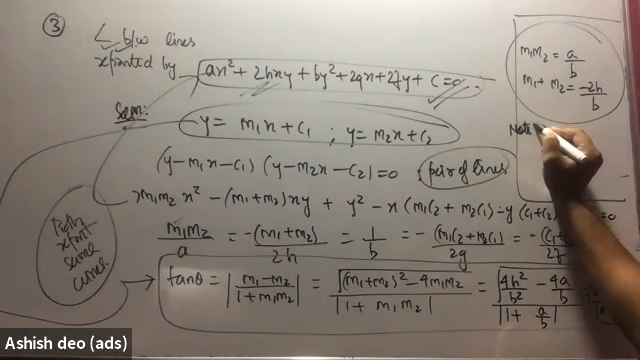 ③
∠ b/w lines
represented by ax² + 2hxy + by² + 2gx + 2fy + c = 0
Soln:
y = m₁x + c₁ ; y = m₂x + c₂
(y - m₁x - c₁) (y - m₂x - c₂) = 0 (pair of lines)
m₁m₂ x² - (m₁+m₂)xy + y² - x (m₁c₂ + m₂c₁) - y (c₁+c₂) = 0
m₁m₂/a = -(m₁+m₂)/2h = 1/b = - (m₁c₂ + m₂c₁)/2g = - (c₁+c₂)/2f
Both
same
curve
tanθ = |(m₁ - m₂)/(1 + m₁m₂)| = √((m₁+m₂)² - 4m₁m₂)/|1 + m₁m₂| = √(4h²/b² - 4a/b)/|1 + a/b|
m₁m₂ = a/b
m₁ + m₂ = -2h/b
Note
Ashish deo (ads)